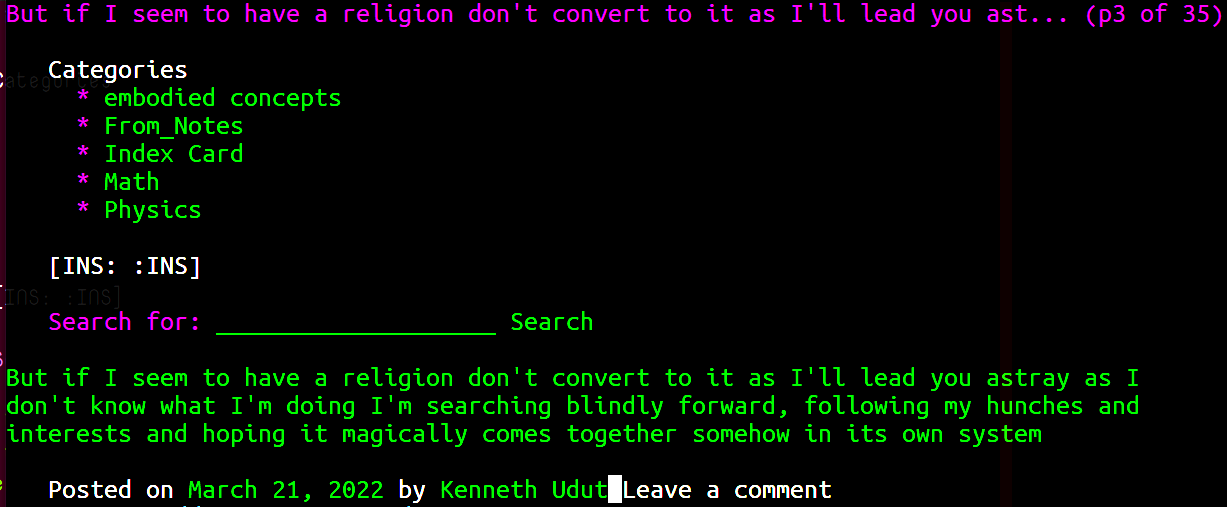 But if I seem to have a religion don't convert to it as I'll lead you ast... (p3 of 35)
Categories
* embodied concepts
* From_Notes
* Index Card
* Math
* Physics
[INS: :INS]
Search for: ____________________ Search
But if I seem to have a religion don't convert to it as I'll lead you astray as I
don't know what I'm doing I'm searching blindly forward, following my hunches and
interests and hoping it magically comes together somehow in its own system
Posted on March 21, 2022 by Kenneth Udut Leave a comment